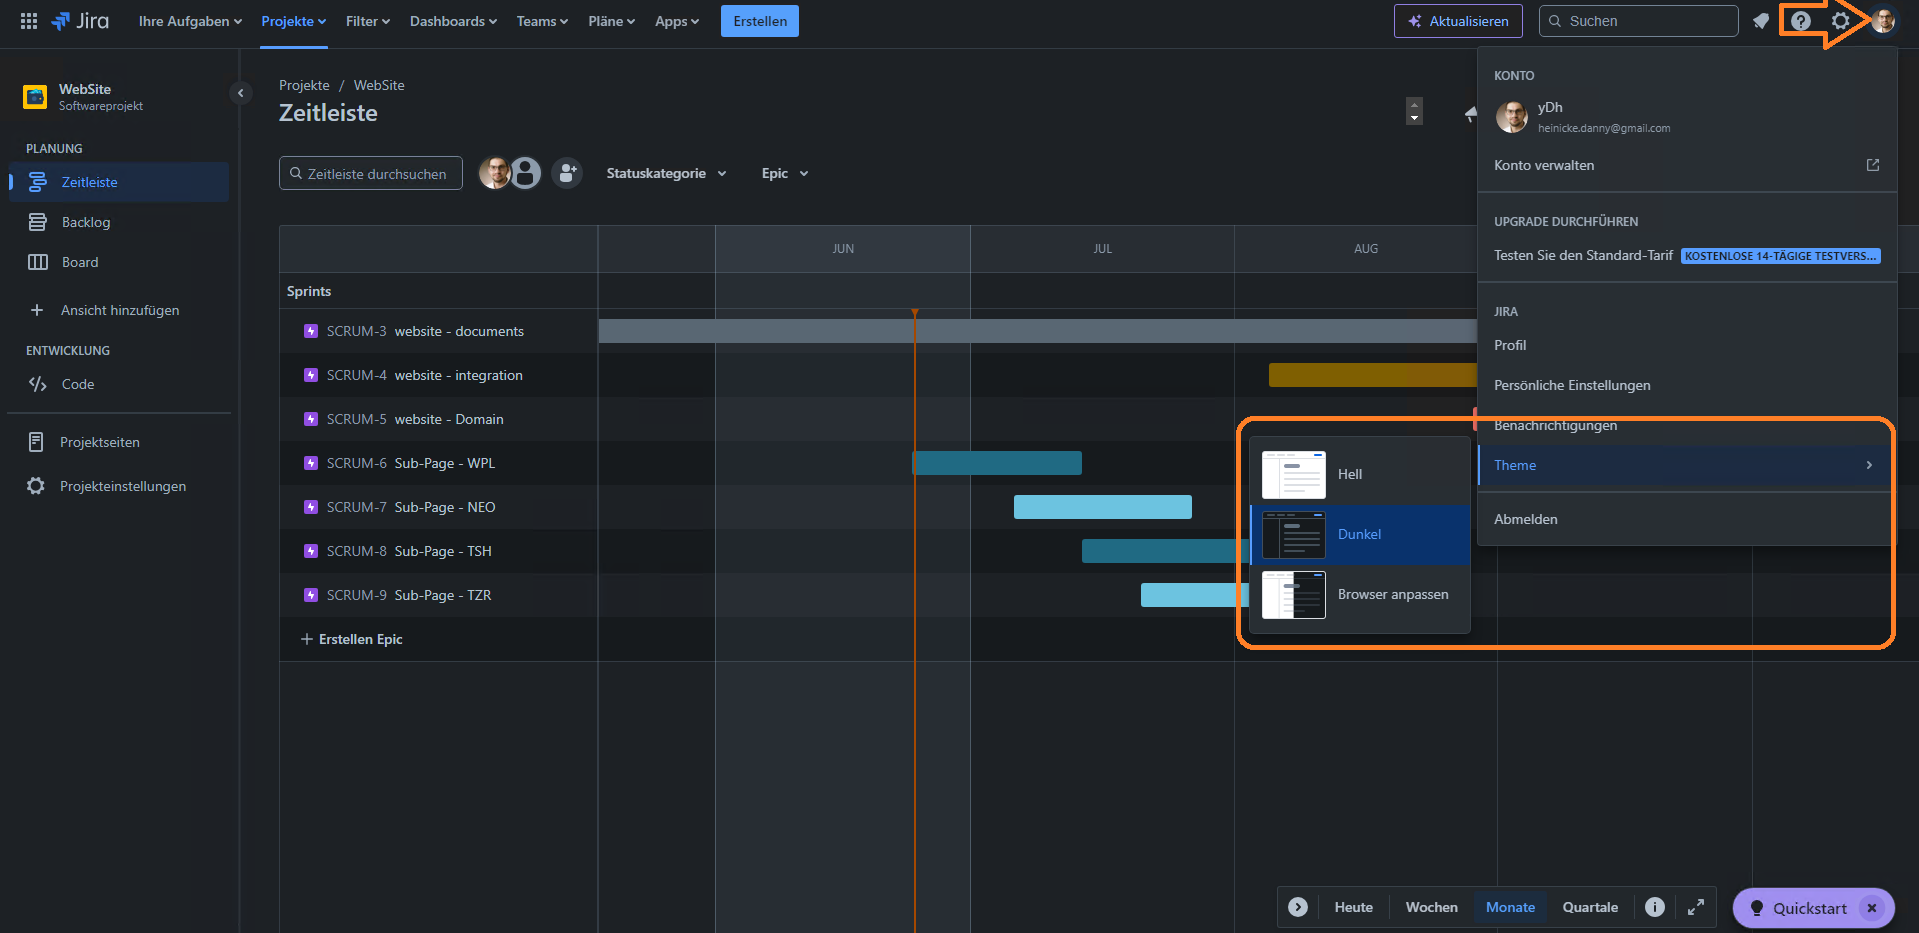 Jira
Ihre Aufgaben
Projekte
Filter
Dashboards
Teams
Pläne
Apps
Erstellen
Aktualisieren
Suchen
WebSite
Softwareprojekt
PLANUNG
Zeitleiste
Backlog
Board
Ansicht hinzufügen
ENTWICKLUNG
Code
Projektseiten
Projekteinstellungen
Projekte / WebSite
Zeitleiste
Zeitleiste durchsuchen
Statuskategorie
Epic
JUN
JUL
AUG
Sprints
SCRUM-3 website - documents
SCRUM-4 website - integration
SCRUM-5 website - Domain
SCRUM-6 Sub-Page - WPL
SCRUM-7 Sub-Page - NEO
SCRUM-8 Sub-Page - TSH
SCRUM-9 Sub-Page - TZR
Erstellen Epic
KONTO
yDh
heinicke.danny@gmail.com
Konto verwalten
UPGRADE DURCHFÜHREN
Testen Sie den Standard-Tarif KOSTENLOSE 14-TÄGIGE TESTVERS...
JIRA
Profil
Persönliche Einstellungen
Benachrichtigungen
Theme
Abmelden
Hell
Dunkel
Browser anpassen
Heute
Wochen
Monate
Quartale
Quickstart